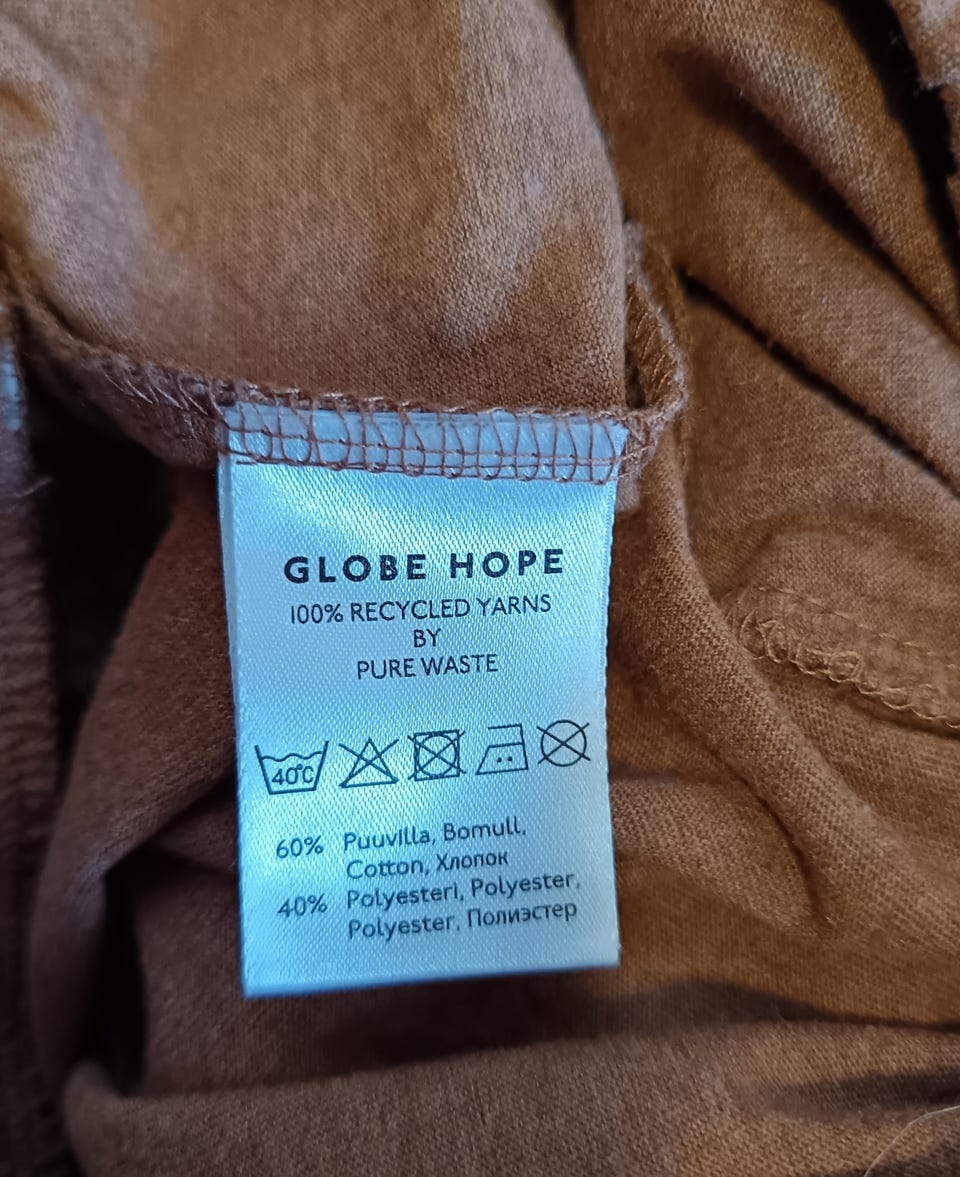 GLOBE HOPE
100% RECYCLED YARNS
BY
PURE WASTE
40°C
60% Puuvilla, Bomull,
Cotton, Хлопок
40% Polyesteri, Polyester,
Polyester, Полиэстер